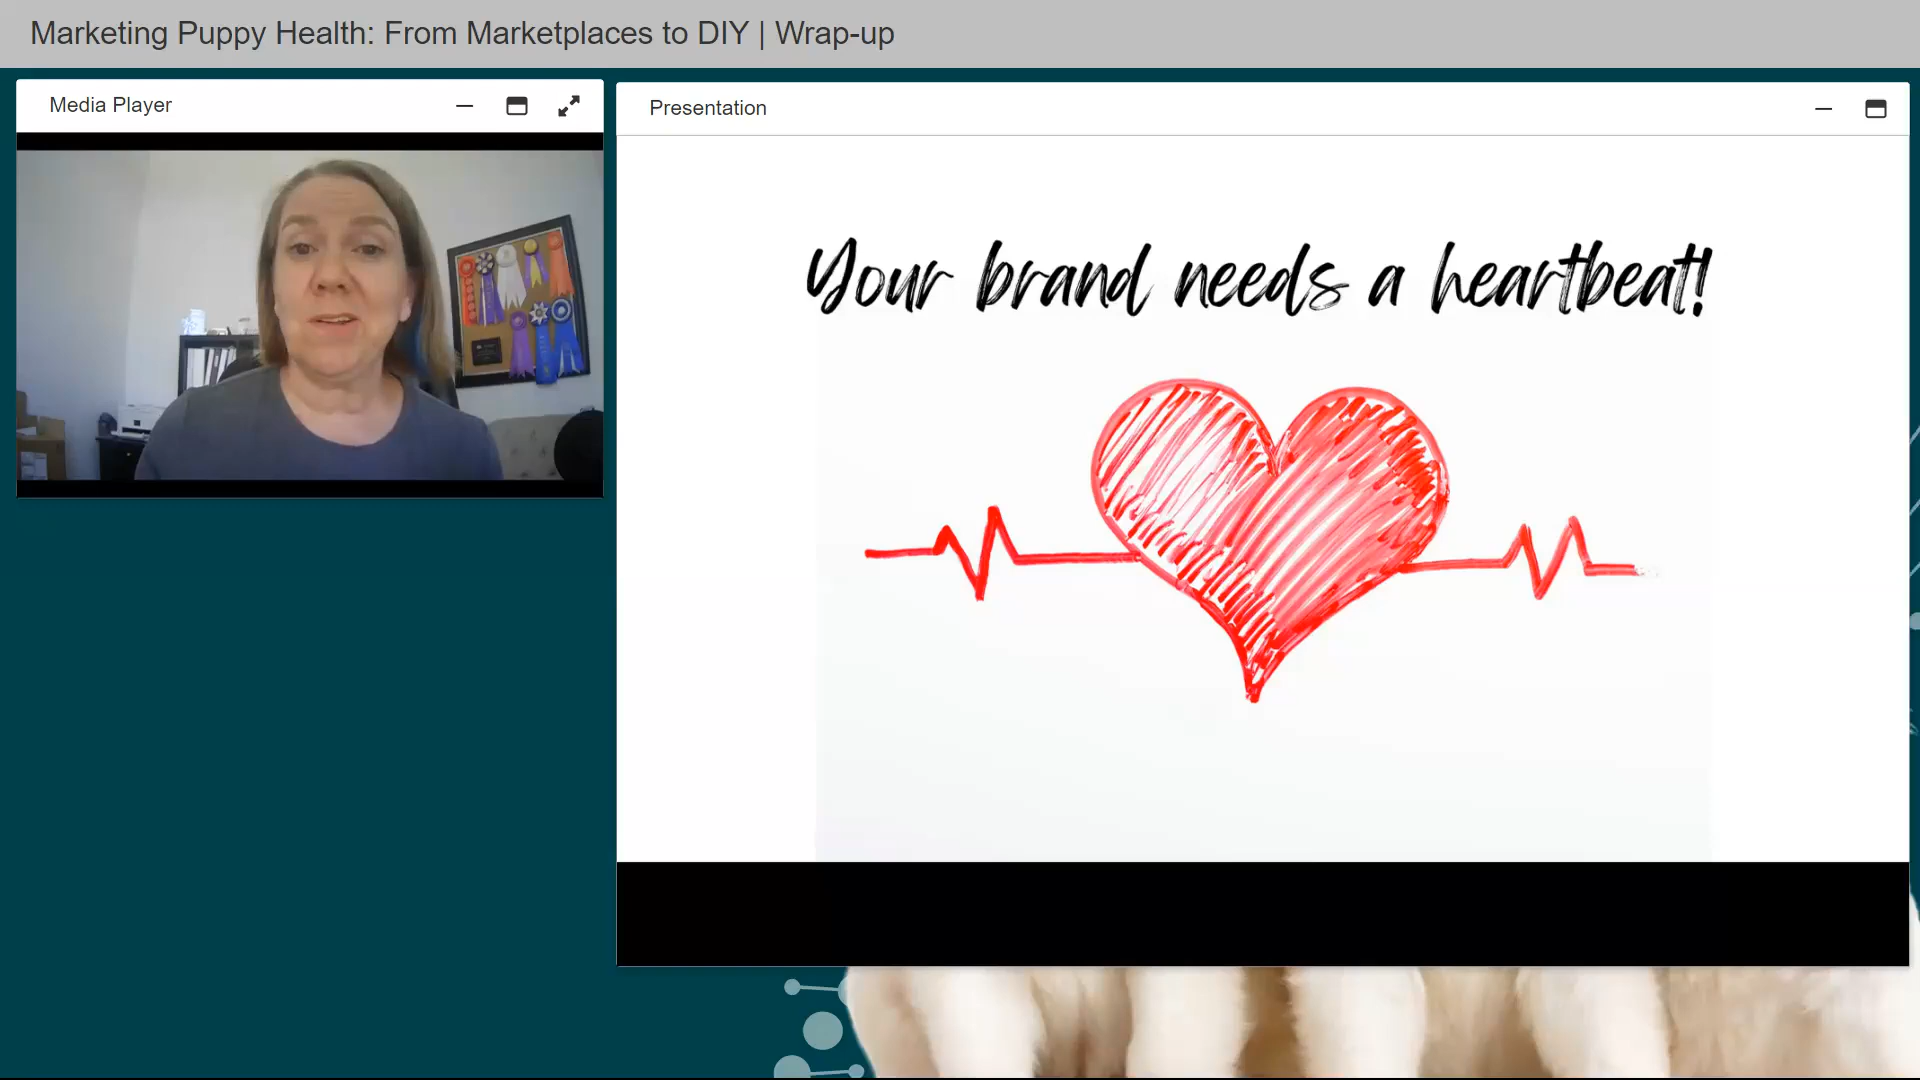 Marketing Puppy Health: From Marketplaces to DIY | Wrap-up
Media Player
Presentation
Your brand needs a heartbeat!